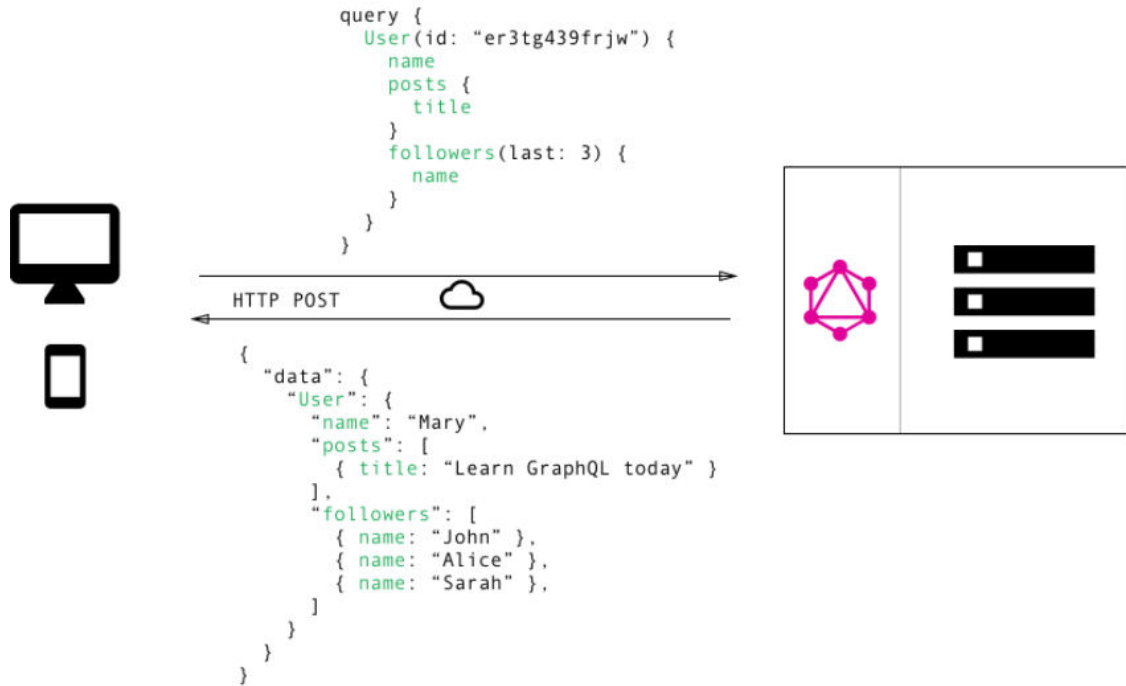 query {
  User(id: “er3tg439frjw”) {
    name
    posts {
      title
    }
    followers(last: 3) {
      name
    }
  }
}
HTTP POST
{
  “data”: {
    “User”: {
      “name”: “Mary”,
      “posts”: [
        { title: “Learn GraphQL today” }
      ],
      “followers”: [
        { name: “John” },
        { name: “Alice” },
        { name: “Sarah” },
      ]
    }
  }
}